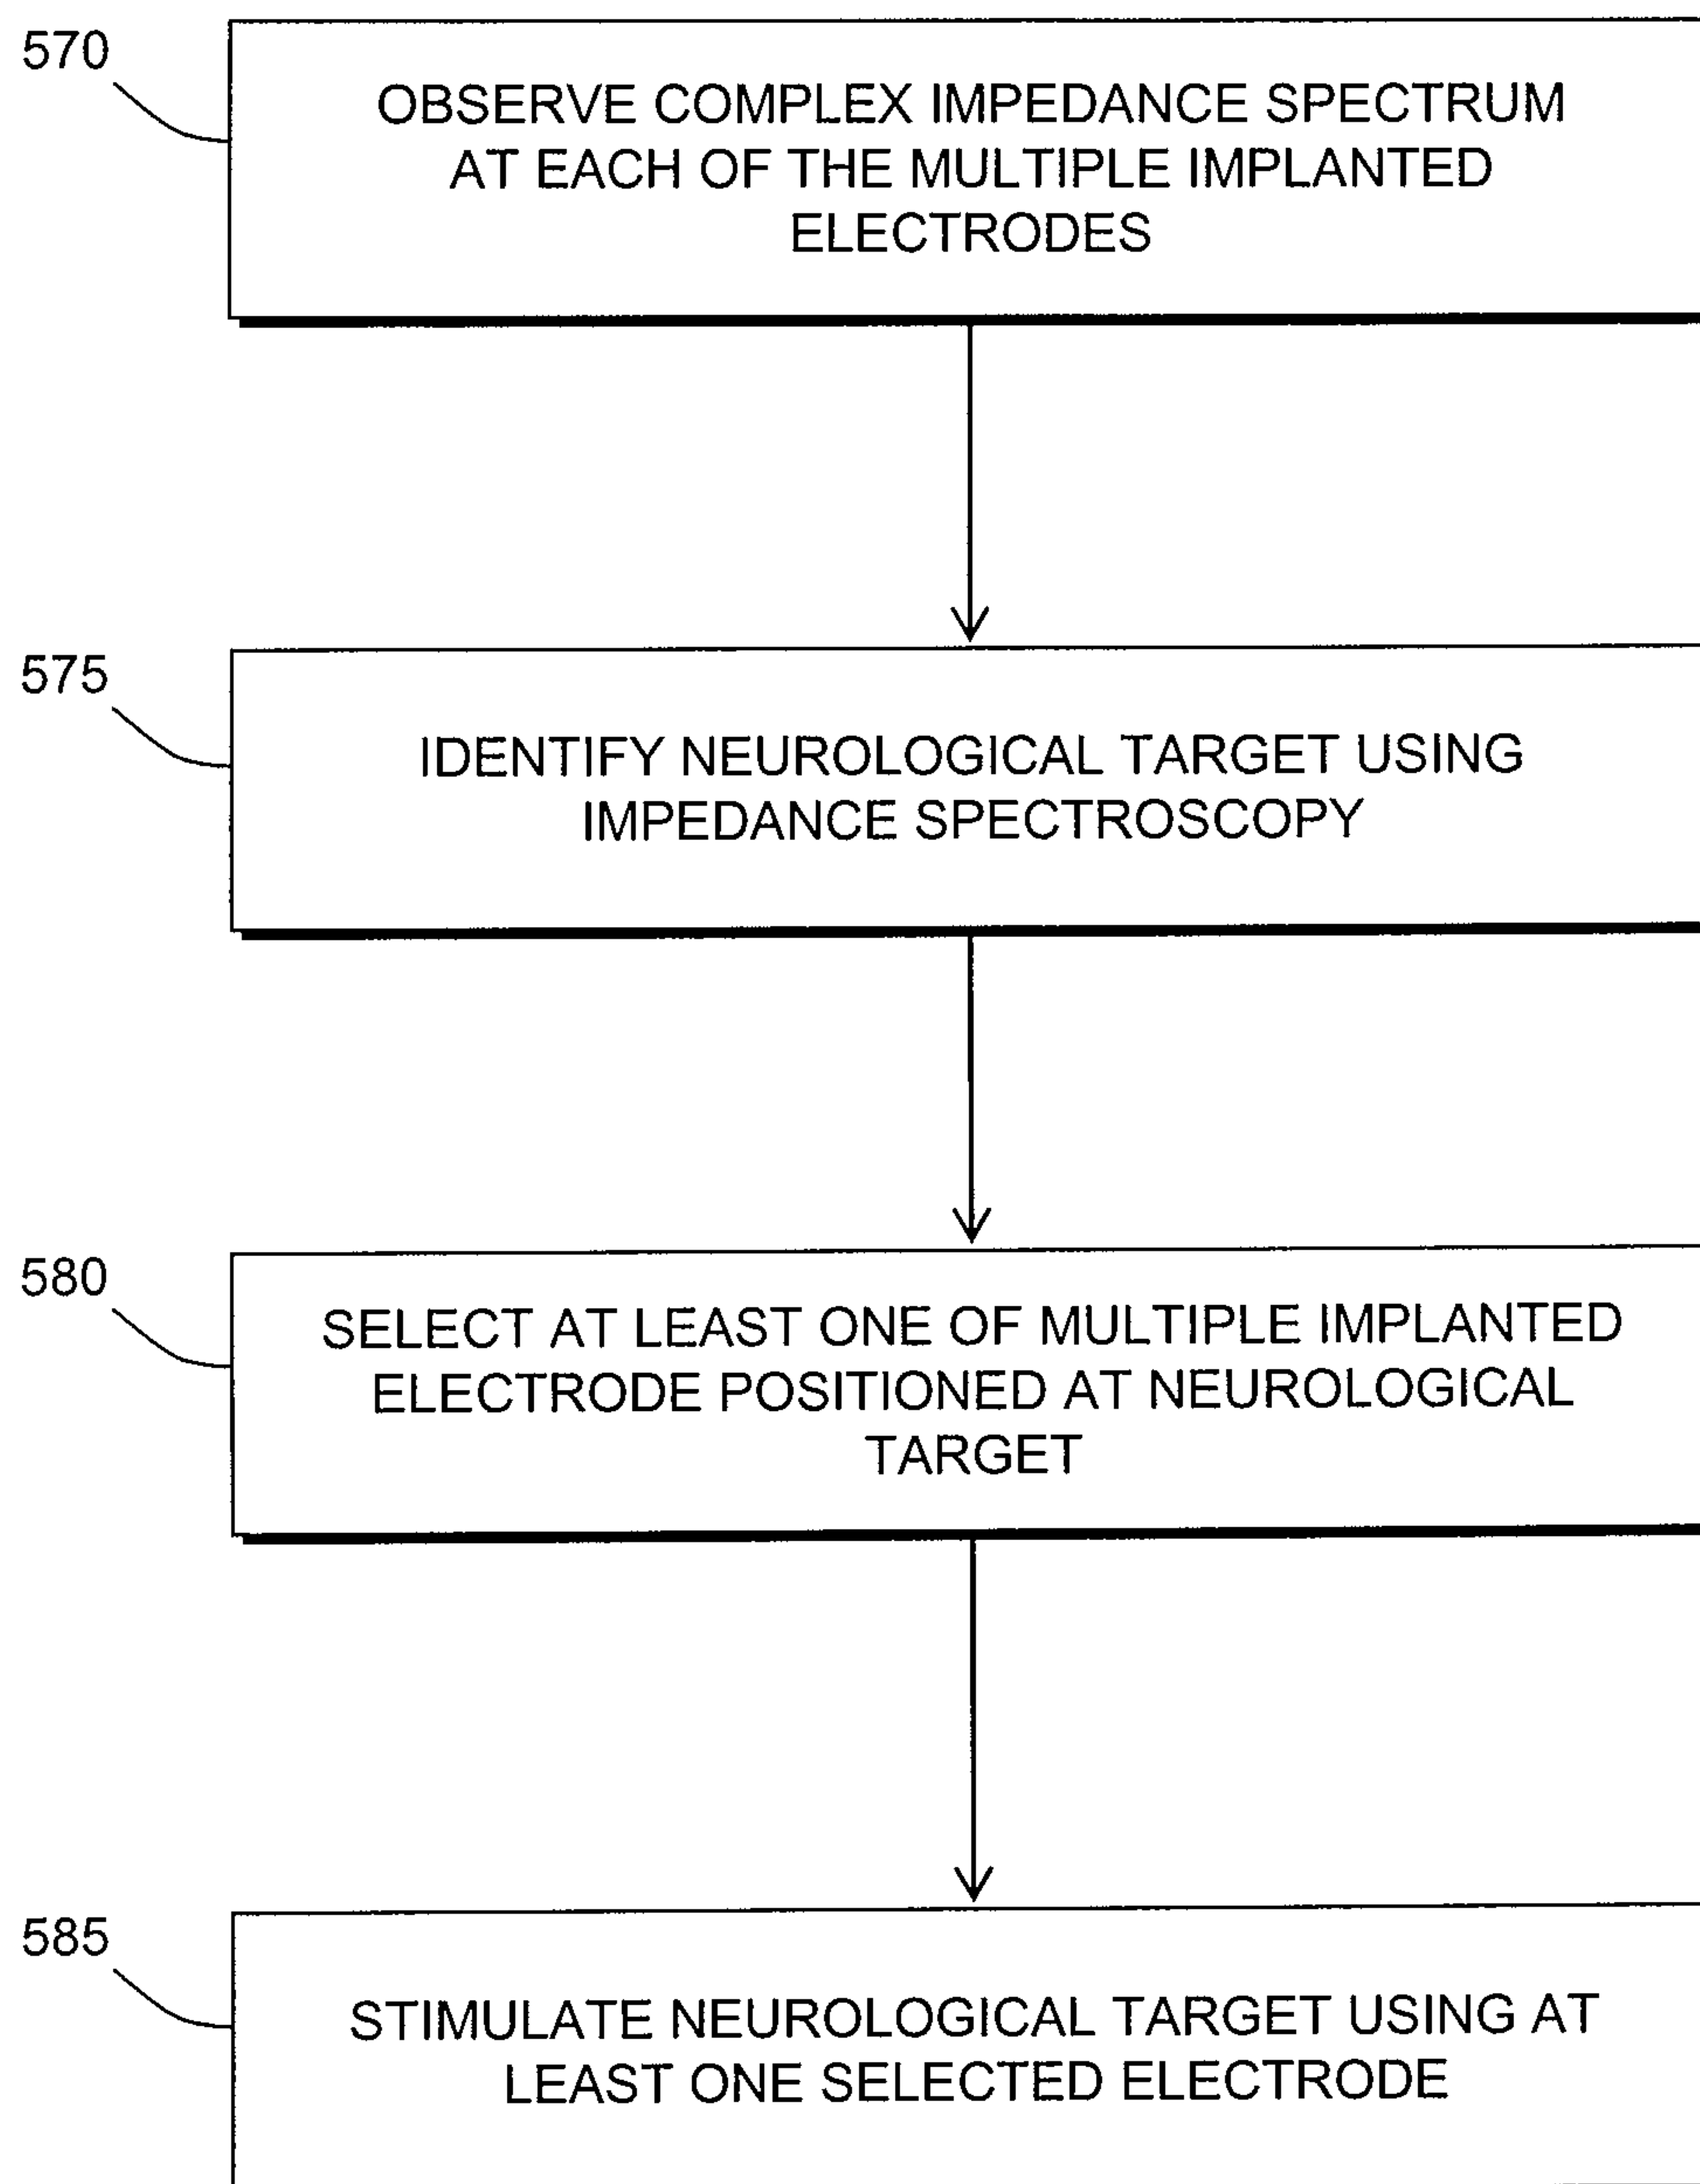 570
OBSERVE COMPLEX IMPEDANCE SPECTRUM
AT EACH OF THE MULTIPLE IMPLANTED
ELECTRODES
575
IDENTIFY NEUROLOGICAL TARGET USING
IMPEDANCE SPECTROSCOPY
580
SELECT AT LEAST ONE OF MULTIPLE IMPLANTED
ELECTRODE POSITIONED AT NEUROLOGICAL
TARGET
585
STIMULATE NEUROLOGICAL TARGET USING AT
LEAST ONE SELECTED ELECTRODE